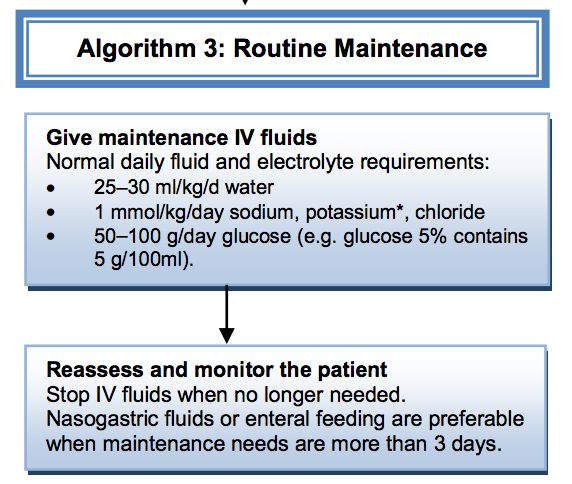 Algorithm 3: Routine Maintenance
Give maintenance IV fluids
Normal daily fluid and electrolyte requirements:
• 25–30 ml/kg/d water
• 1 mmol/kg/day sodium, potassium*, chloride
• 50–100 g/day glucose (e.g. glucose 5% contains
5 g/100ml).
Reassess and monitor the patient
Stop IV fluids when no longer needed.
Nasogastric fluids or enteral feeding are preferable
when maintenance needs are more than 3 days.